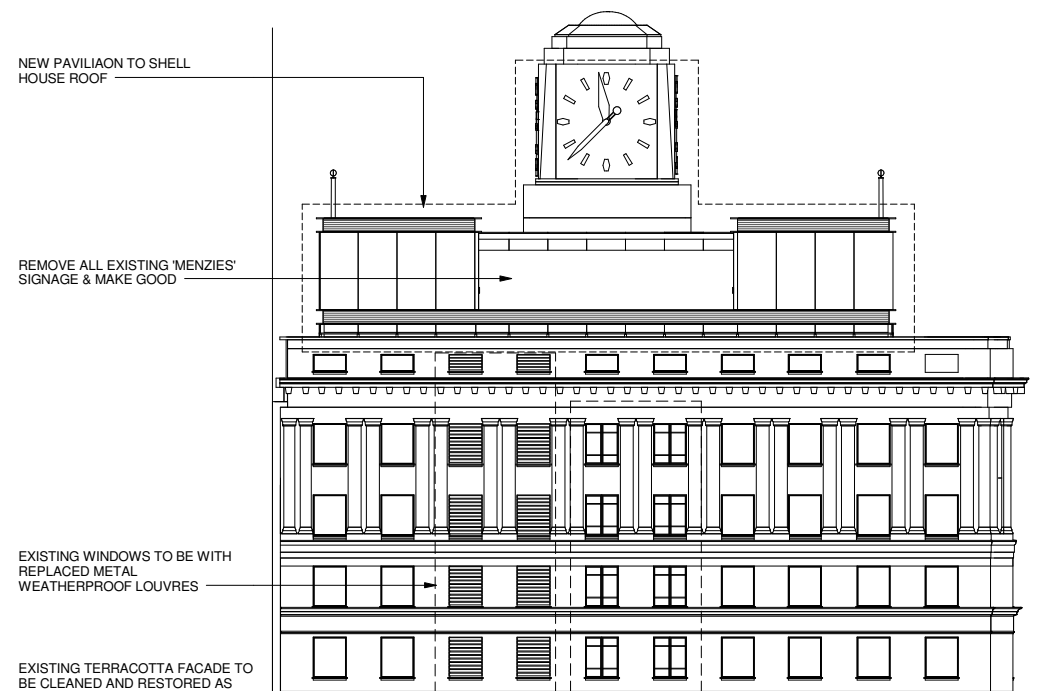 NEW PAVILIAON TO SHELL
HOUSE ROOF
REMOVE ALL EXISTING 'MENZIES'
SIGNAGE & MAKE GOOD
EXISTING WINDOWS TO BE WITH
REPLACED METAL
WEATHERPROOF LOUVRES
EXISTING TERRACOTTA FACADE TO
BE CLEANED AND RESTORED AS